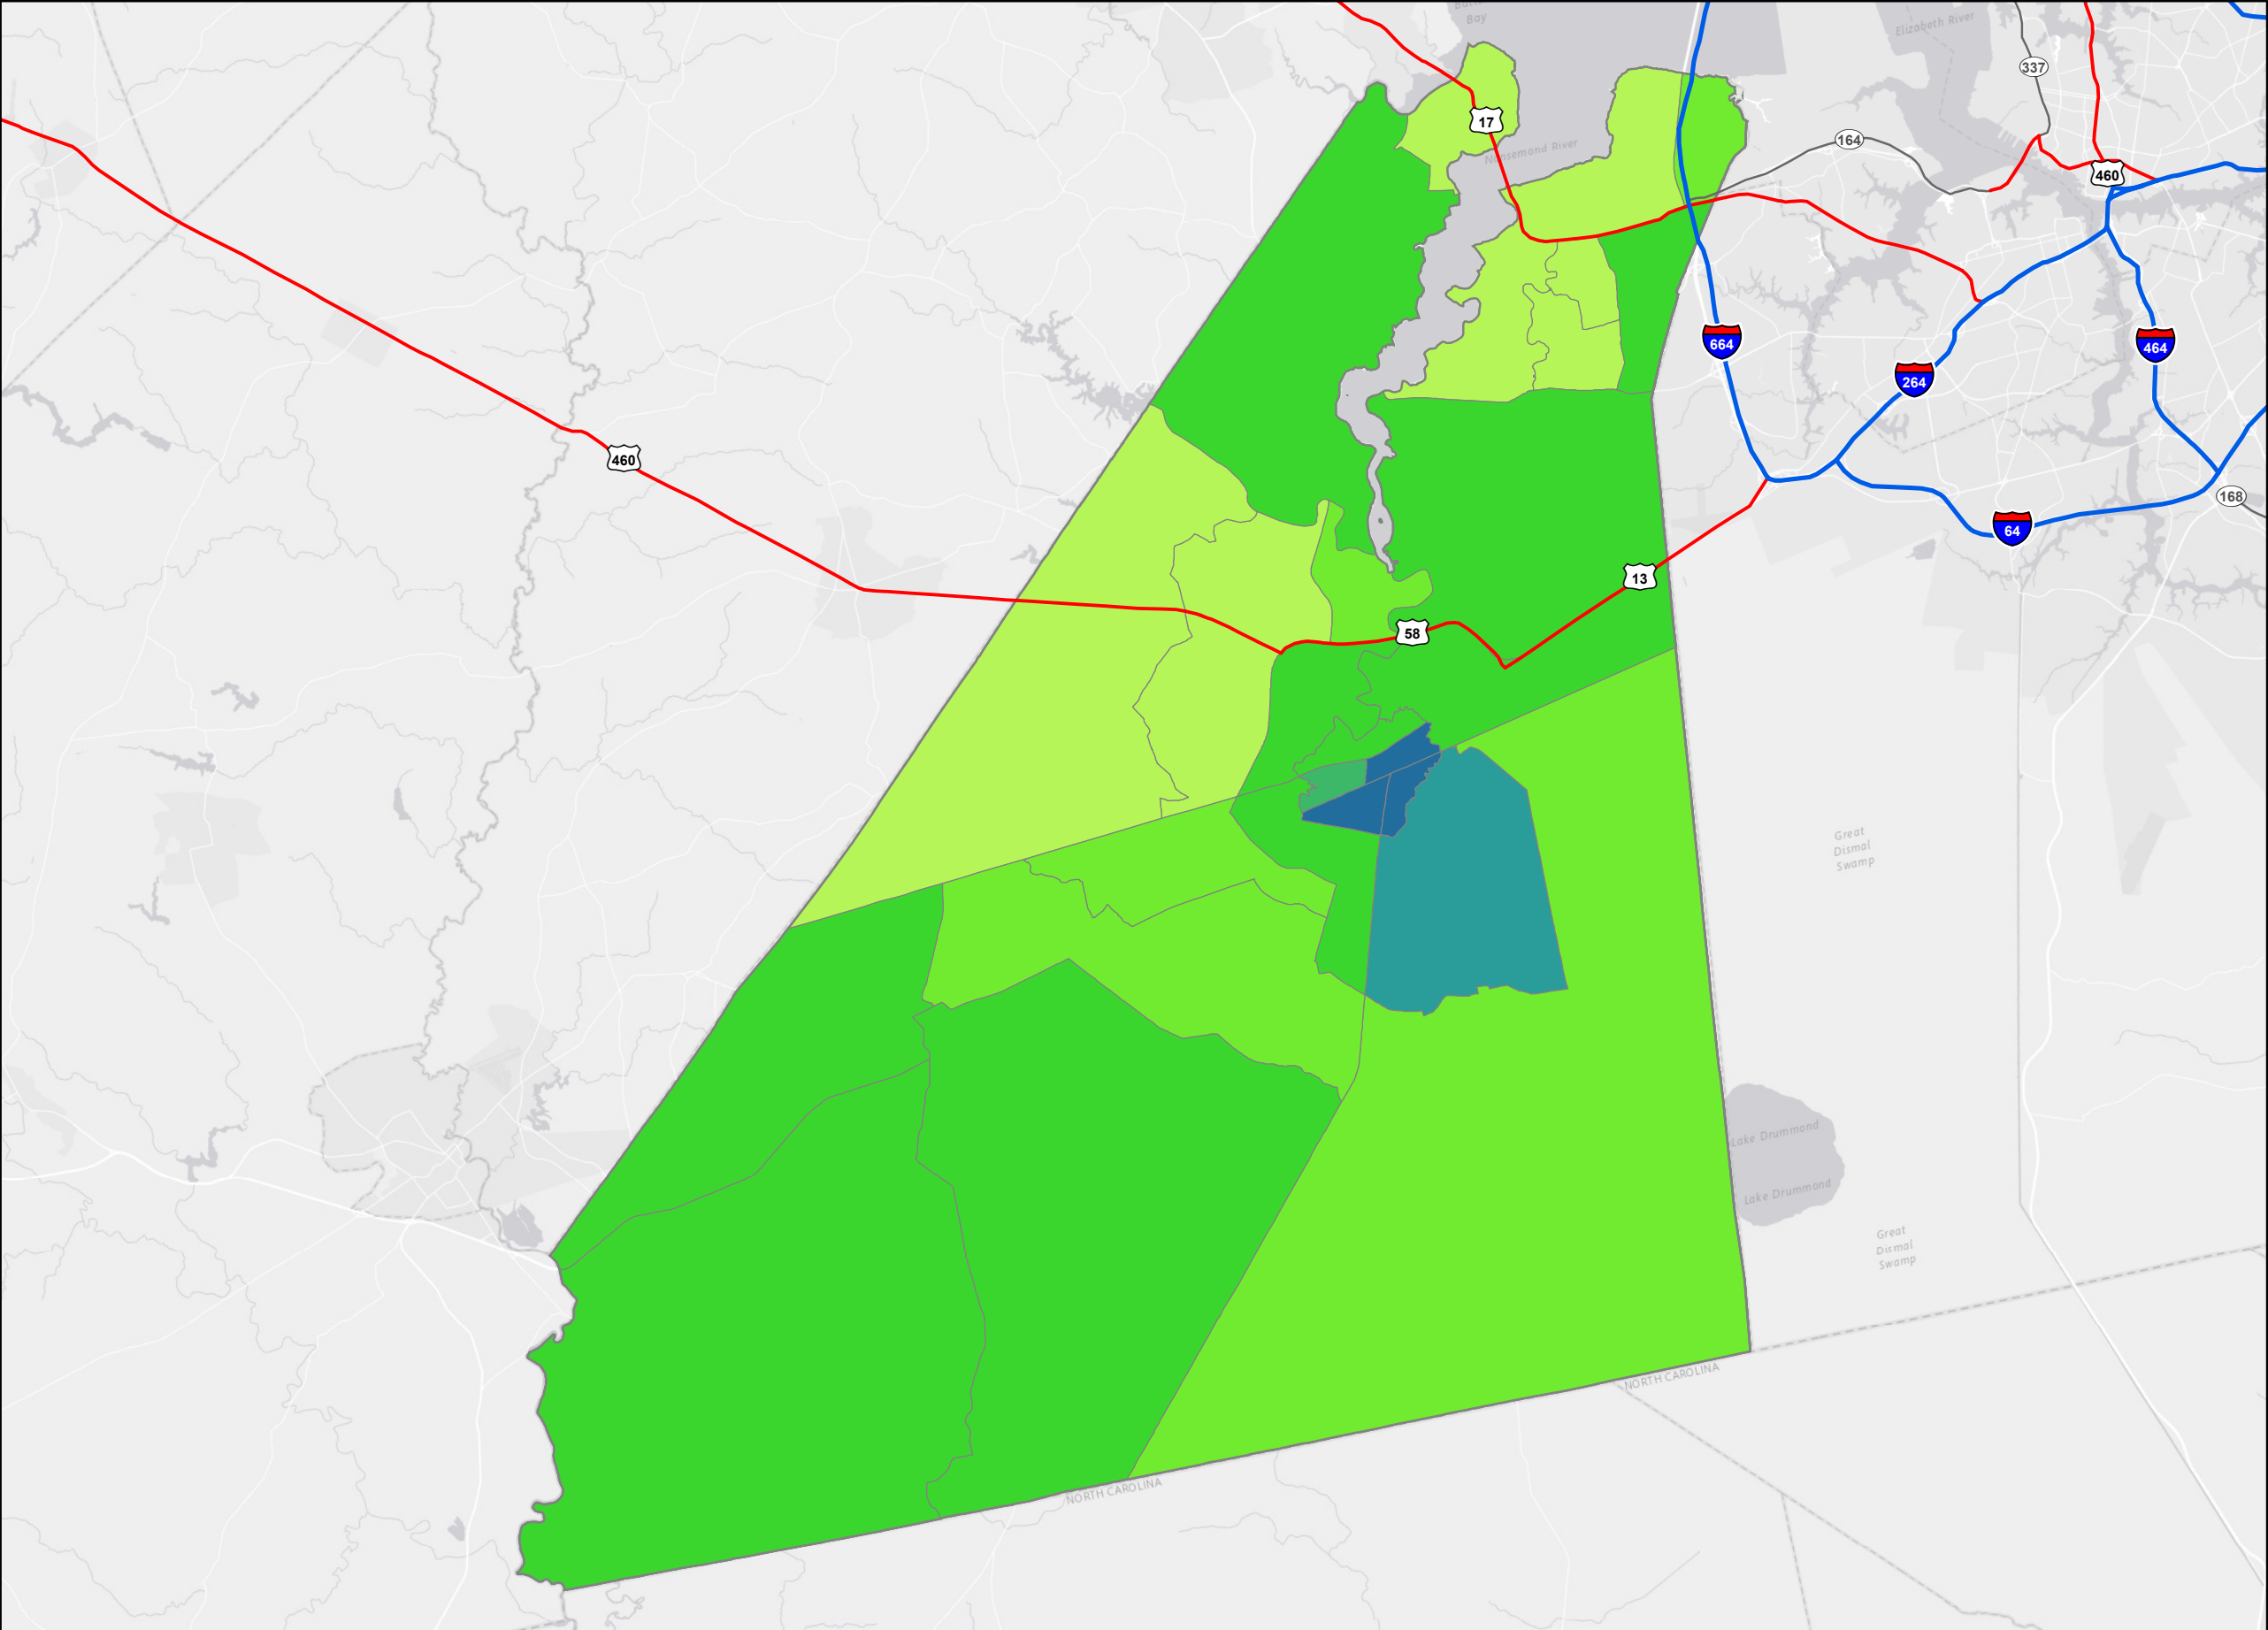 Bay
Elizabeth River
337
17
Nansemond River
164
460
664
464
264
460
168
64
13
58
Great
Dismal
Swamp
Lake Drummond
Lake Drummond
Great
Dismal
Swamp
NORTH CAROLINA
NORTH CAROLINA